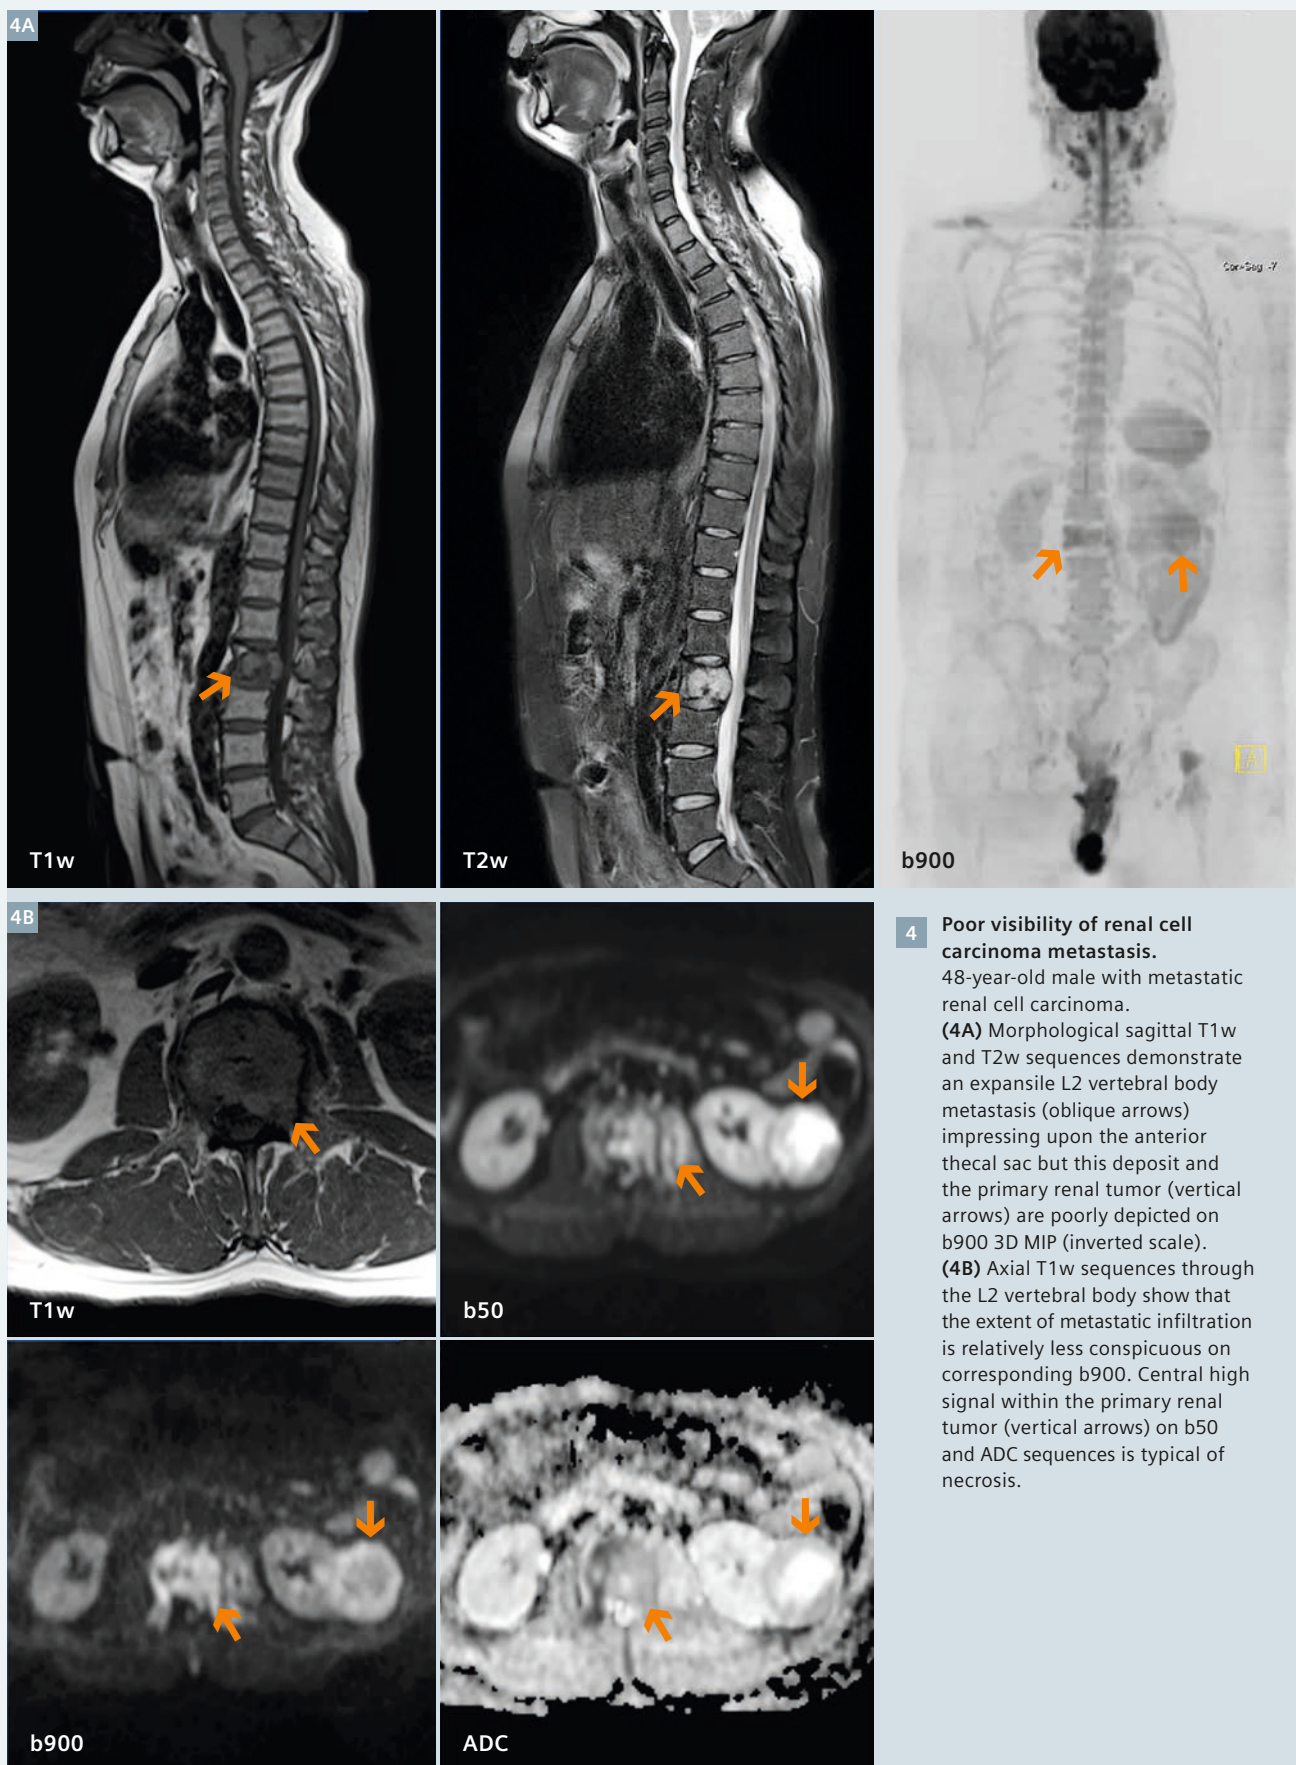 4A
T1w
T2w
b900
A
4B
T1w
b50
b900
ADC
4
Poor visibility of renal cell
carcinoma metastasis.
48-year-old male with metastatic
renal cell carcinoma.
(4A) Morphological sagittal T1w
and T2w sequences demonstrate
an expansile L2 vertebral body
metastasis (oblique arrows)
impressing upon the anterior
thecal sac but this deposit and
the primary renal tumor (vertical
arrows) are poorly depicted on
b900 3D MIP (inverted scale).
(4B) Axial T1w sequences through
the L2 vertebral body show that
the extent of metastatic infiltration
is relatively less conspicuous on
corresponding b900. Central high
signal within the primary renal
tumor (vertical arrows) on b50
and ADC sequences is typical of
necrosis.